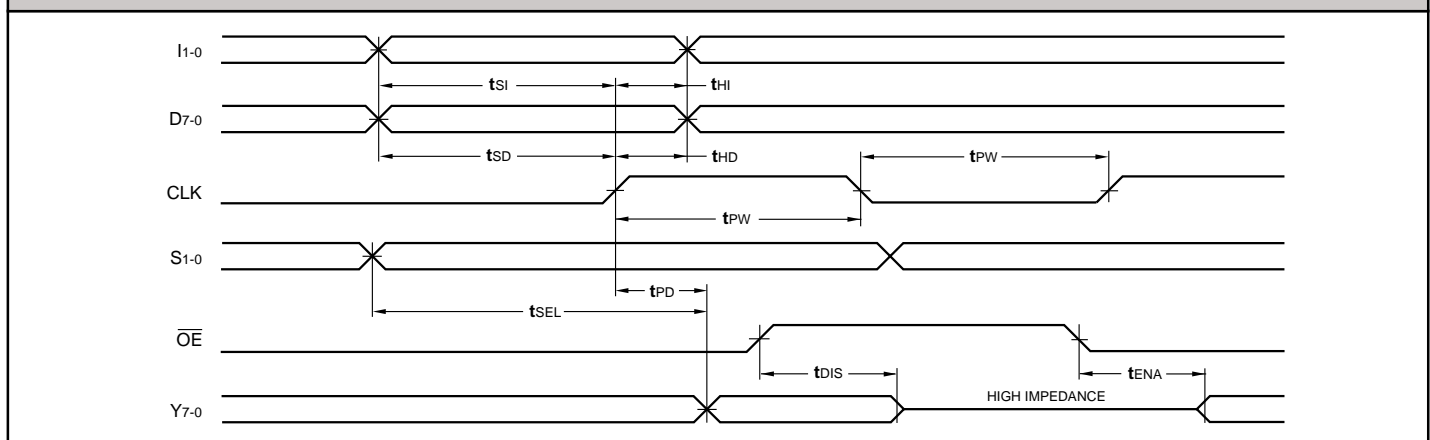 I1-0
tSI tHI
D7-0
tSD tHD tPW
CLK
tPW
S1-0
tPD
tSEL
OE
tDIS tENA
HIGH IMPEDANCE
Y7-0